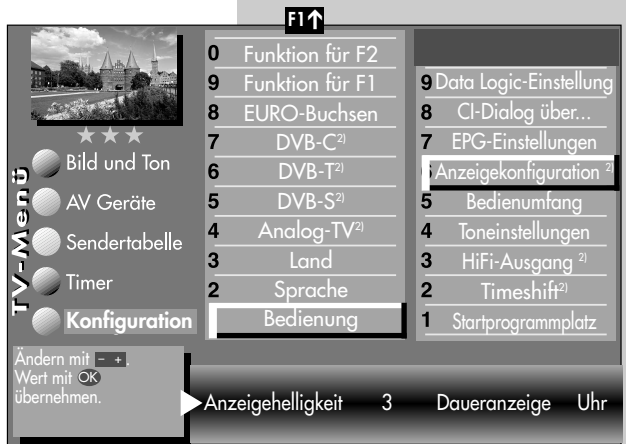 F1↑
TV-Menü
Bild und Ton
AV Geräte
Sendertabelle
Timer
Konfiguration
0 Funktion für F2
9 Funktion für F1
8 EURO-Buchsen
7 DVB-C2)
6 DVB-T2)
5 DVB-S2)
4 Analog-TV2)
3 Land
2 Sprache
Bedienung
9 Data Logic-Einstellung
8 CI-Dialog über...
7 EPG-Einstellungen
6 Anzeigekonfiguration 2)
5 Bedienumfang
4 Toneinstellungen
3 HiFi-Ausgang 2)
2 Timeshift2)
1 Startprogrammplatz
Ändern mit - + .
Wert mit OK
übernehmen.
Anzeigehelligkeit 3 Daueranzeige Uhr